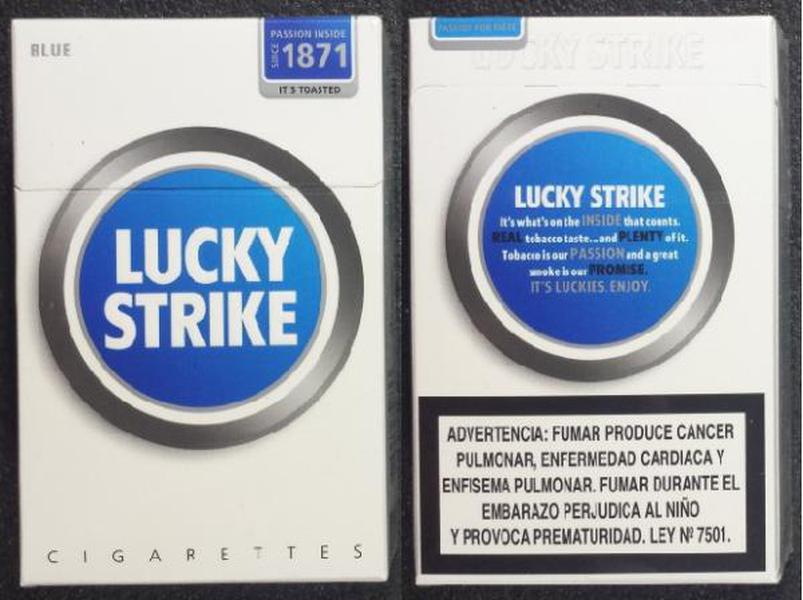 BLUE
PASSION INSIDE
SINCE 1871
IT'S TOASTED
LUCKY
STRIKE
CIGARETTES
LUCKY STRIKE
LUCKY STRIKE
It's what's on the INSIDE that counts.
REAL tobacco taste...and PLENTY of it.
Tobacco is our PASSION and a great
smoke is our PROMISE.
IT'S LUCKIES. ENJOY.
ADVERTENCIA: FUMAR PRODUCE CANCER
PULMONAR, ENFERMEDAD CARDIACA Y
ENFISEMA PULMONAR. FUMAR DURANTE EL
EMBARAZO PERJUDICA AL NIÑO
Y PROVOCA PREMATURIDAD. LEY Nº 7501.